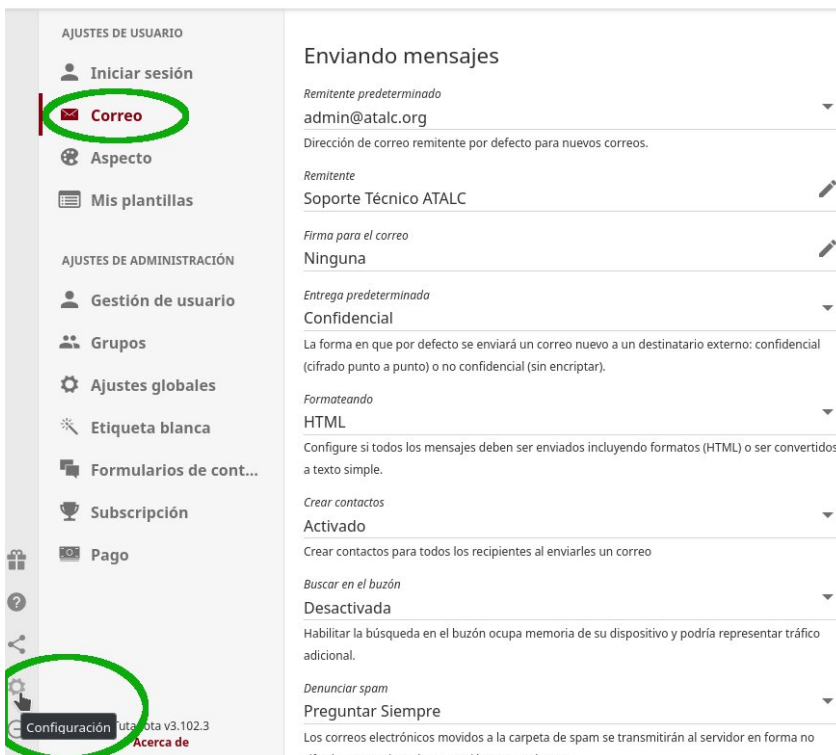 AJUSTES DE USUARIO
Iniciar sesión
Correo
Aspecto
Mis plantillas
AJUSTES DE ADMINISTRACIÓN
Gestión de usuario
Grupos
Ajustes globales
Etiqueta blanca
Formularios de cont...
Subscripción
Pago
Configuración
v3.102.3
Acerca de
Enviando mensajes
Remitente predeterminado
admin@atalc.org
Dirección de correo remitente por defecto para nuevos correos.
Remitente
Soporte Técnico ATALC
Firma para el correo
Ninguna
Entrega predeterminada
Confidencial
La forma en que por defecto se enviará un correo nuevo a un destinatario externo: confidencial
(cifrado punto a punto) o no confidencial (sin encriptar).
Formateando
HTML
Configure si todos los mensajes deben ser enviados incluyendo formatos (HTML) o ser convertidos
a texto simple.
Crear contactos
Activado
Crear contactos para todos los recipientes al enviarles un correo
Buscar en el buzón
Desactivada
Habilitar la búsqueda en el buzón ocupa memoria de su dispositivo y podría representar tráfico
adicional.
Denunciar spam
Preguntar Siempre
Los correos electrónicos movidos a la carpeta de spam se transmitirán al servidor en forma no